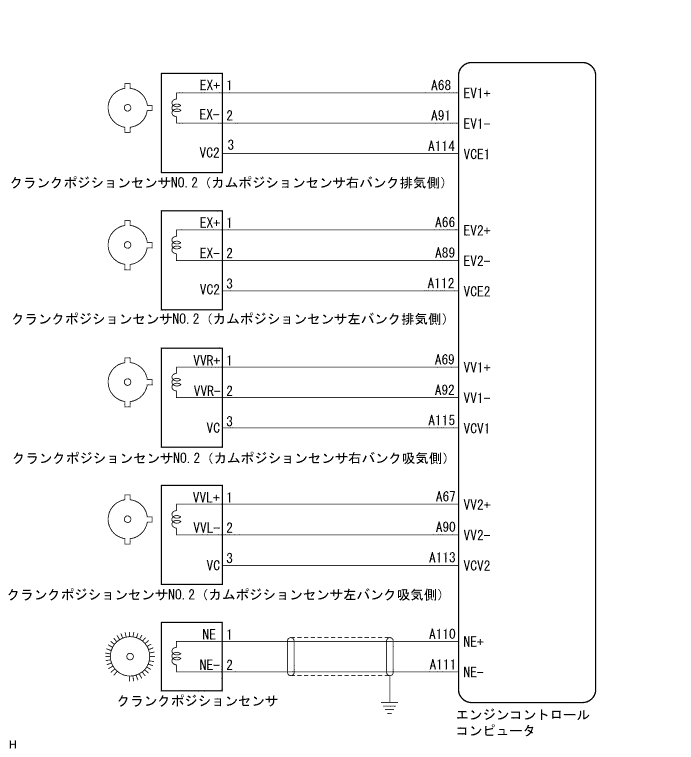 EX+ 1 A68 EV1+
EX- 2 A91 EV1-
VC2 3 A114 VCE1
クランクポジションセンサNO.2 (カムポジションセンサ右バンク排気側)
EX+ 1 A66 EV2+
EX- 2 A89 EV2-
VC2 3 A112 VCE2
クランクポジションセンサNO.2 (カムポジションセンサ左バンク排気側)
VVR+ 1 A69 VV1+
VVR- 2 A92 VV1-
VC 3 A115 VCV1
クランクポジションセンサNO.2 (カムポジションセンサ右バンク吸気側)
VVL+ 1 A67 VV2+
VVL- 2 A90 VV2-
VC 3 A113 VCV2
クランクポジションセンサNO.2 (カムポジションセンサ左バンク吸気側)
NE 1 A110 NE+
NE- 2 A111 NE-
クランクポジションセンサ
エンジンコントロール
コンピュータ
H